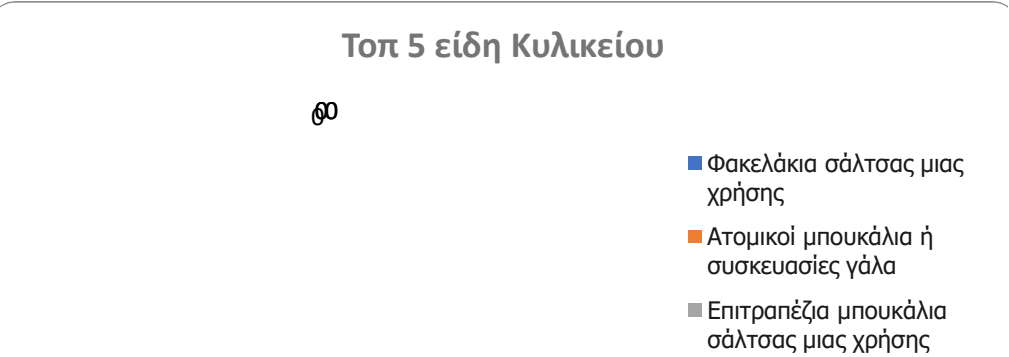 Τοπ 5 είδη Κυλικείου
Φακελάκια σάλτσας μιας
χρήσης
Ατομικοί μπουκάλια ή
συσκευασίες γάλα
Επιτραπέζια μπουκάλια
σάλτσας μιας χρήσης